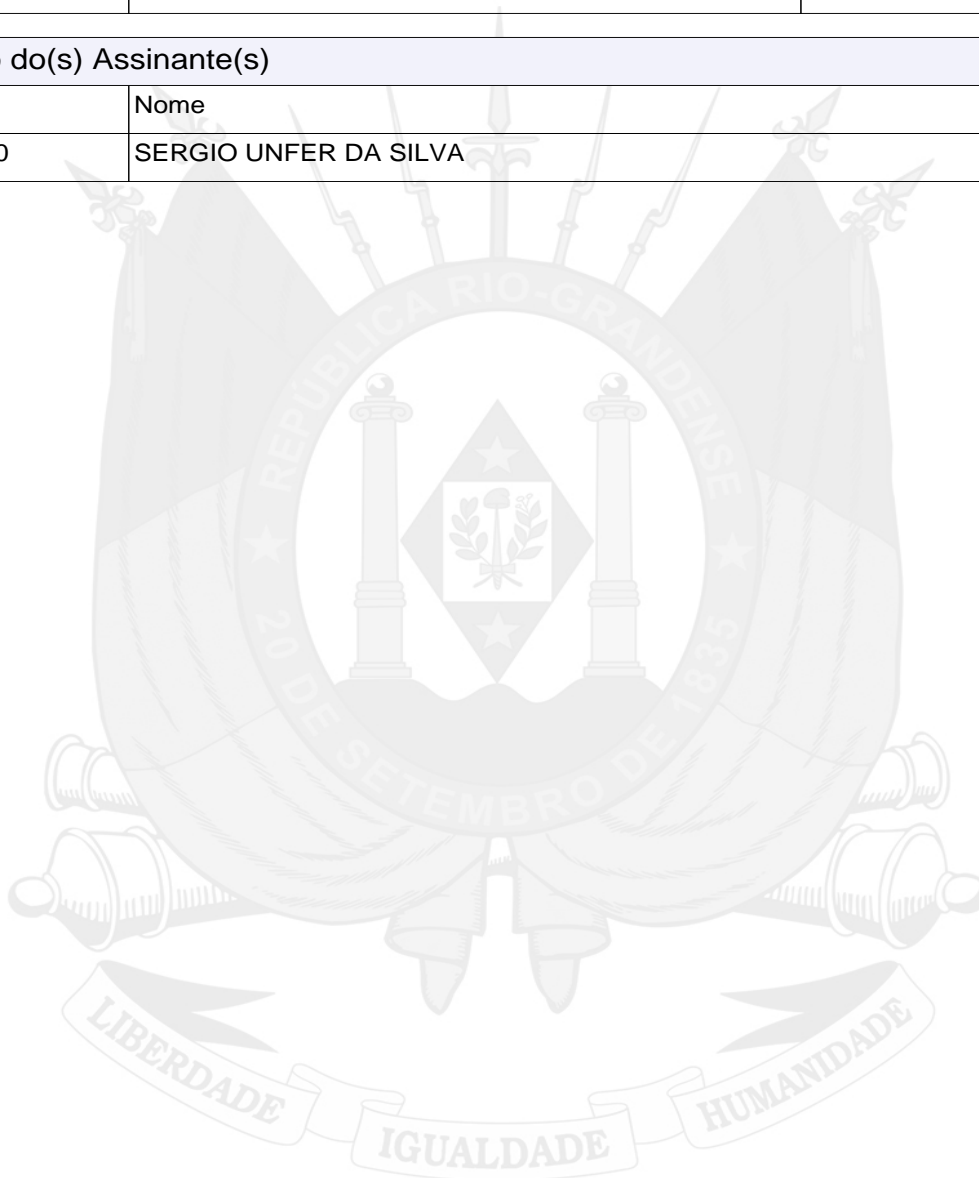 do(s) Assinante(s)
Nome
0 SERGIO UNFER DA SILVA
REPÚBLICA RIO-GRANDENSE
20 DE SETEMBRO DE 1835
LIBERDADE
IGUALDADE
HUMANIDADE